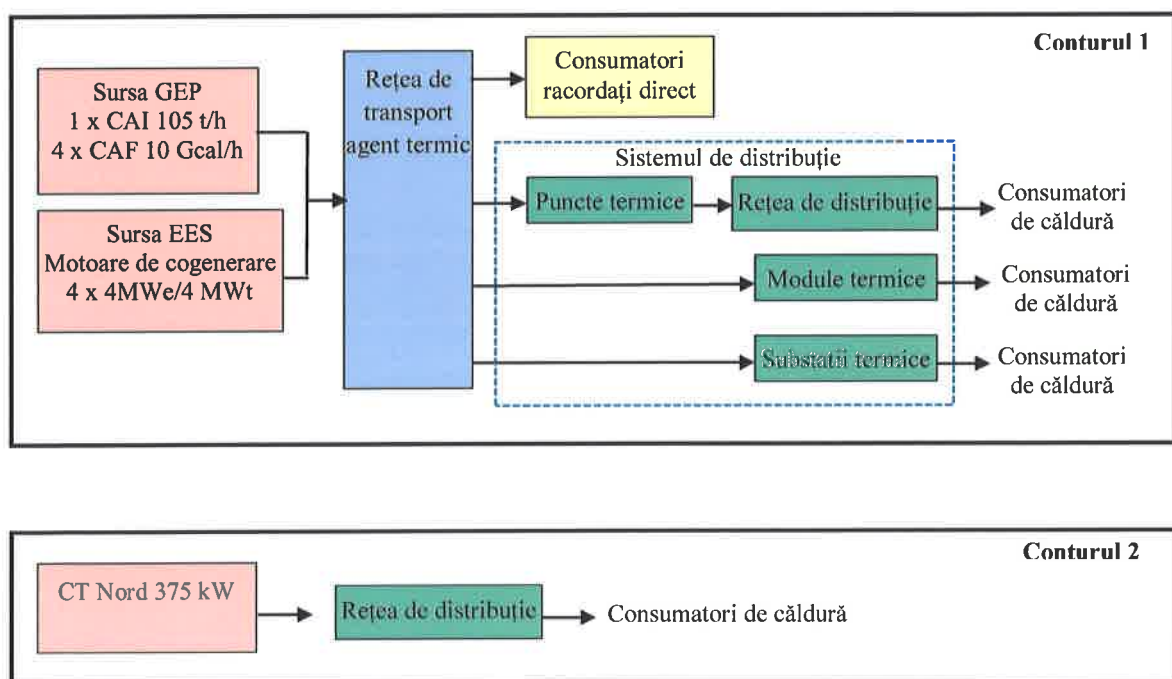 Conturul 1
Sursa GEP
1 x CAI 105 t/h
4 x CAF 10 Gcal/h
Sursa EES
Motoare de cogenerare
4 x 4MWe/4 MWt
Rețea de
transport
agent termic
Consumatori
racordați direct
Sistemul de distribuție
Puncte termice
Rețea de distribuție
Consumatori
de căldură
Module termice
Consumatori
de căldură
Substatii termice
Consumatori
de căldură
Conturul 2
CT Nord 375 kW
Rețea de distribuție
Consumatori de căldură